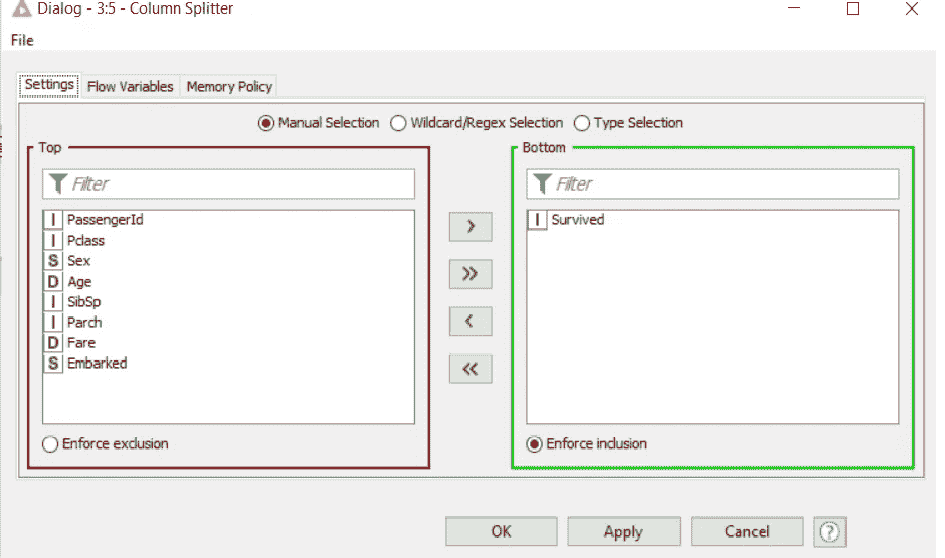 Dialog - 3:5 - Column Splitter
File
Settings Flow Variables Memory Policy
Manual Selection Wildcard/Regex Selection Type Selection
Top
Filter
I PassengerId
I Pclass
S Sex
D Age
I SibSp
I Parch
D Fare
S Embarked
Enforce exclusion
>
>>
<
<<
Bottom
Filter
I Survived
Enforce inclusion
OK Apply Cancel ?